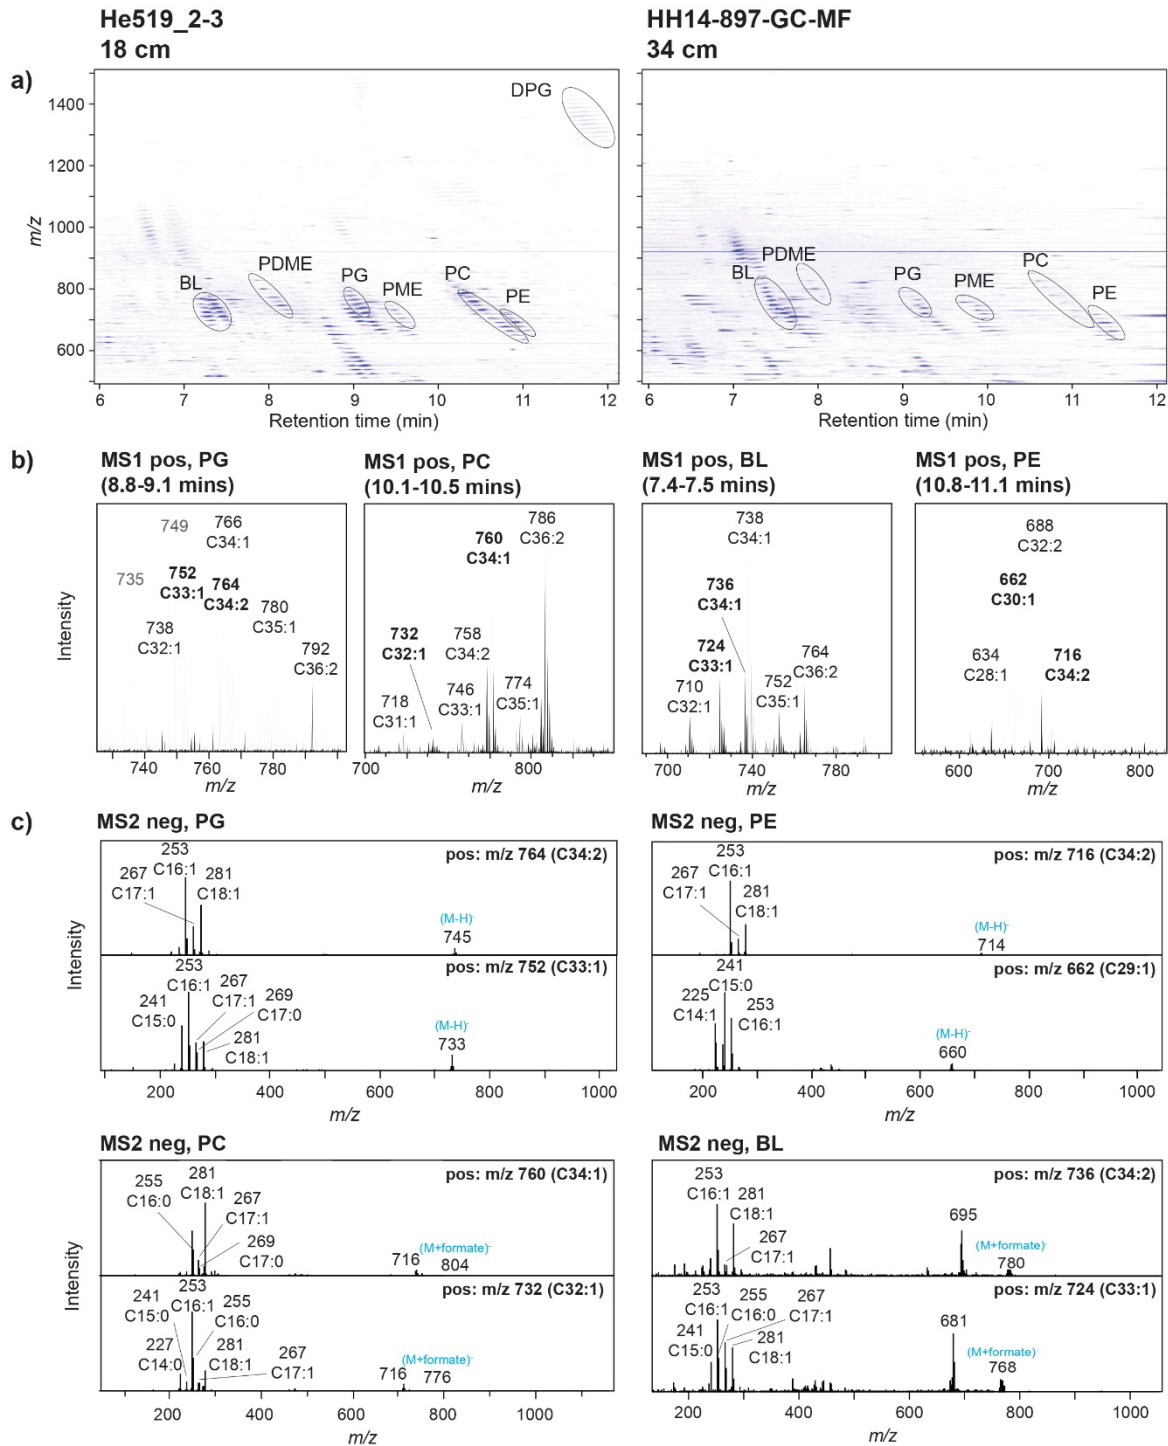 He519_2-3
18 cm
HH14-897-GC-MF
34 cm
a)
DPG
BL
PDME
PG
PME
PC
PE
1400
1200
1000
800
600
m/z
6 7 8 9 10 11 12
Retention time (min)
BL
PDME
PG
PME
PC
PE
6 7 8 9 10 11 12
Retention time (min)
b)
MS1 pos, PG
(8.8-9.1 mins)
749
766
C34:1
735
752
C33:1
764
C34:2
738
C32:1
780
C35:1
792
C36:2
Intensity
740 760 780
m/z
MS1 pos, PC
(10.1-10.5 mins)
786
C36:2
760
C34:1
732
C32:1
758
C34:2
718
C31:1
746
C33:1
774
C35:1
700 800
m/z
MS1 pos, BL
(7.4-7.5 mins)
738
C34:1
736
C34:1
724
C33:1
710
C32:1
752
C35:1
764
C36:2
700 740 780
m/z
MS1 pos, PE
(10.8-11.1 mins)
688
C32:2
662
C30:1
634
C28:1
716
C34:2
600 700 800
m/z
c)
MS2 neg, PG
pos: m/z 764 (C34:2)
253
C16:1
267
C17:1
281
C18:1
(M-H)-
745
pos: m/z 752 (C33:1)
253
C16:1
241
C15:0
267
C17:1
269
C17:0
281
C18:1
(M-H)-
733
Intensity
200 400 600 800 1000
m/z
MS2 neg, PE
pos: m/z 716 (C34:2)
253
C16:1
267
C17:1
281
C18:1
(M-H)-
714
pos: m/z 662 (C29:1)
241
C15:0
225
C14:1
253
C16:1
(M-H)-
660
200 400 600 800 1000
m/z
MS2 neg, PC
pos: m/z 760 (C34:1)
255
C16:0
281
C18:1
267
C17:1
269
C17:0
716
(M+formate)-
804
pos: m/z 732 (C32:1)
253
C16:1
241
C15:0
255
C16:0
227
C14:0
281
C18:1
267
C17:1
716
(M+formate)-
776
Intensity
200 400 600 800 1000
m/z
MS2 neg, BL
pos: m/z 736 (C34:2)
253
C16:1
281
C18:1
267
C17:1
695
(M+formate)-
780
pos: m/z 724 (C33:1)
253
C16:1
255
C16:0
267
C17:1
241
C15:0
281
C18:1
681
(M+formate)-
768
200 400 600 800 1000
m/z